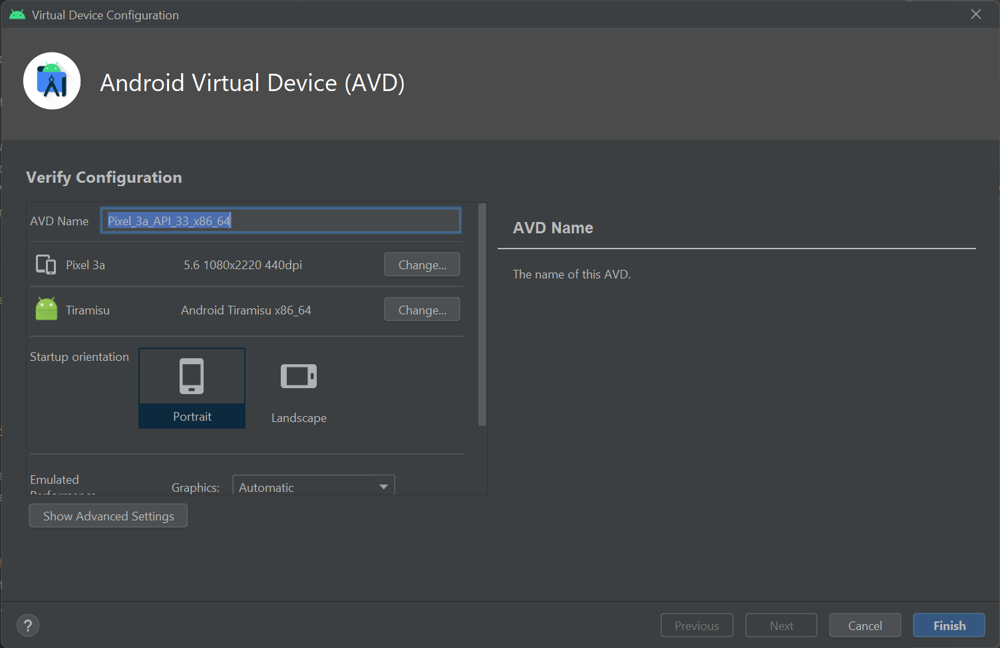 Virtual Device Configuration
Android Virtual Device (AVD)
Verify Configuration
AVD Name Pixel_3a_API_33_x86_64
Pixel 3a 5.6 1080x2220 440dpi Change...
Tiramisu Android Tiramisu x86_64 Change...
Startup orientation
Portrait
Landscape
Emulated
Performance
Graphics: Automatic
Show Advanced Settings
AVD Name
The name of this AVD.
?
Previous Next Cancel Finish